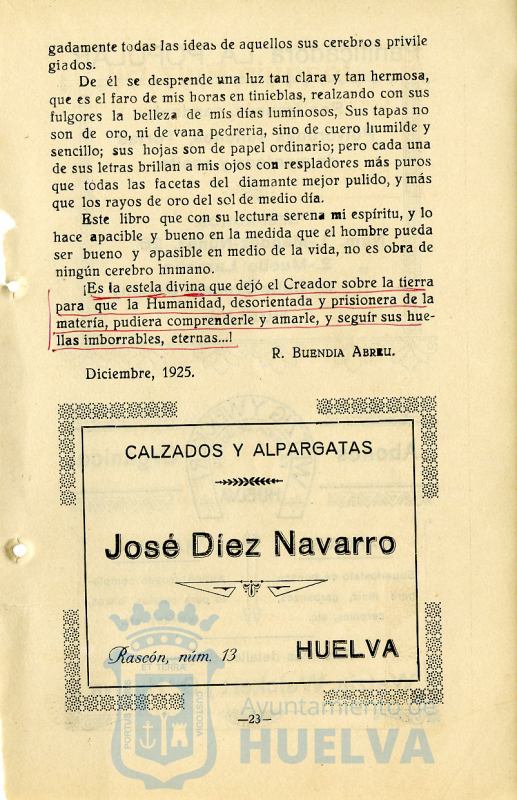 gadamente todas las ideas de aquellos sus cerebros privile
giados.
De él se desprende una luz tan clara y tan hermosa,
que es el faro de mis horas en tinieblas, realzando con sus
fulgores la belleza de mís días lumínosos, Sus tapas no
son de oro, ni de vana pedreria, sino de cuero humilde y
sencillo; sus hojas son de papel ordinario; pero cada una
de sus letras brillan a mis ojos con respladores más puros
que todas las facetas del diamante mejor pulido, y más
que los rayos de oro del sol de medio día.
Este libro que con su lectura serena mi espíritu, y lo
hace apacible y bueno en la medida que el hombre pueda
ser bueno y apasible en medio de la vida, no es obra de
ningún cerebro hnmano.
¡Es la estela divina que dejó el Creador sobre la tierra
para que la Humanidad, desorientada y prisionera de la
matería, pudiera comprenderle y amarle, y seguír sus hue-
llas imborrables, eternas...!
R. BUENDIA ABREU.
Diciembre, 1925.
CALZADOS Y ALPARGATAS
José Díez Navarro
Rascón, núm. 13
HUELVA
—23—
Ayuntamiento de
HUELVA